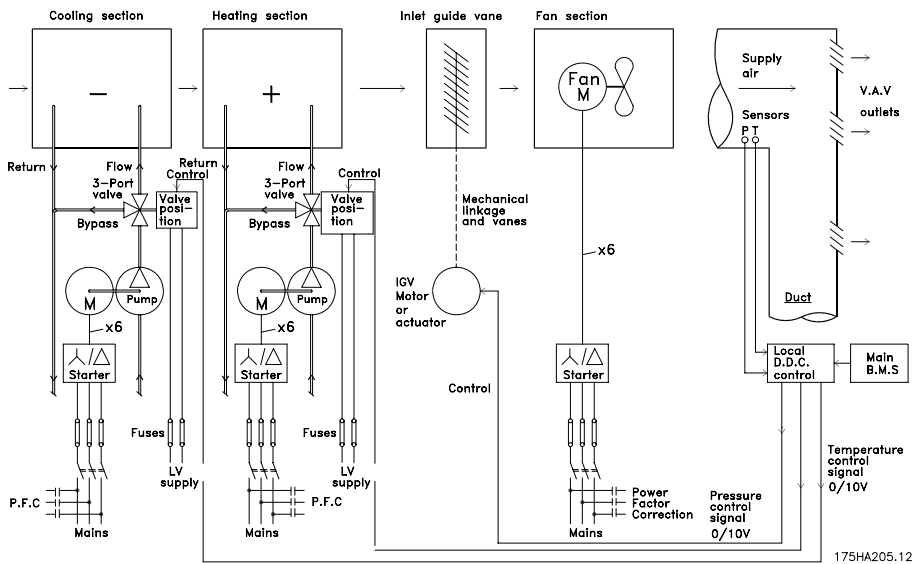 Cooling section
Heating section
Inlet guide vane
Fan section
−
+
Fan
M
Supply
air
V.A.V
outlets
Sensors
P T
Return
Flow
3-Port
valve
Control
Valve
posi-
tion
Bypass
Return
Flow
3-Port
valve
Control
Valve
posi-
tion
Bypass
Mechanical
linkage
and vanes
x6
M
Pump
M
Pump
IGV
Motor
or
actuator
Duct
x6
x6
Starter
Starter
Starter
Local
D.D.C.
control
Main
B.M.S
Control
Fuses
Fuses
LV
supply
LV
supply
Temperature
control
signal
0/10V
P.F.C
P.F.C
Power
Factor
Correction
Pressure
control
signal
0/10V
Mains
Mains
Mains
175HA205.12